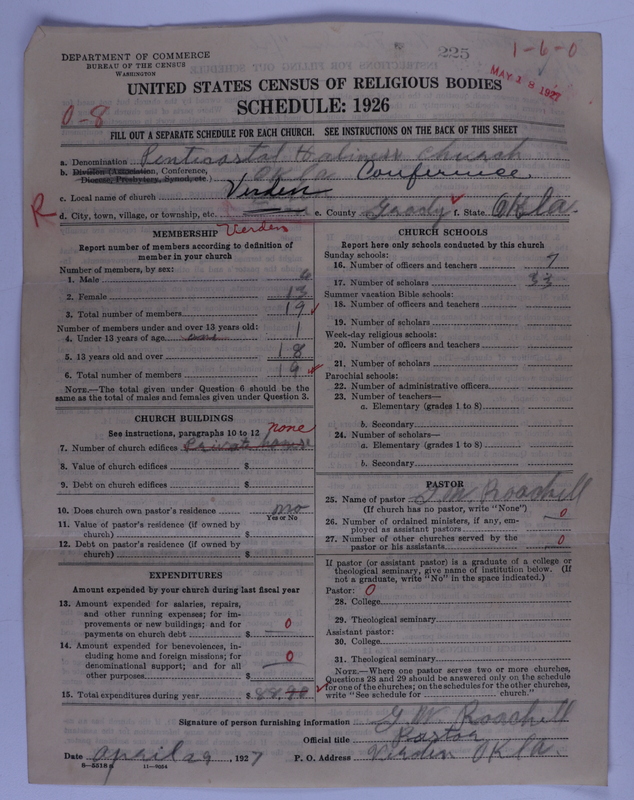 DEPARTMENT OF COMMERCE
BUREAU OF THE CENSUS
WASHINGTON
225
1-6-0
MAY 18 1927
UNITED STATES CENSUS OF RELIGIOUS BODIES
SCHEDULE: 1926
0-8
FILL OUT A SEPARATE SCHEDULE FOR EACH CHURCH. SEE INSTRUCTIONS ON THE BACK OF THIS SHEET
a. Denomination Pentecostal Holiness Church
b. Division (Association, Conference, Diocese, Presbytery, Synod, etc.) Okla Conference
c. Local name of church Verden
R d. City, town, village, or township, etc. Verden e. County Grady f. State Okla.
MEMBERSHIP
Report number of members according to definition of member in your church
Number of members, by sex:
1. Male 6
2. Female 13
3. Total number of members 19
Number of members under and over 13 years old:
4. Under 13 years of age 1
5. 13 years old and over 18
6. Total number of members 19
NOTE.—The total given under Question 6 should be the same as the total of males and females given under Question 3.
CHURCH BUILDINGS
See instructions, paragraphs 10 to 12 none
7. Number of church edifices Private house
8. Value of church edifices $
9. Debt on church edifices $
10. Does church own pastor's residence no
Yes or No
11. Value of pastor's residence (if owned by church) $
12. Debt on pastor's residence (if owned by church) $
EXPENDITURES
Amount expended by your church during last fiscal year
13. Amount expended for salaries, repairs, and other running expenses; for improvements or new buildings; and for payments on church debt $ 0
14. Amount expended for benevolences, including home and foreign missions; for denominational support; and for all other purposes $ 0
15. Total expenditures during year $
CHURCH SCHOOLS
Report here only schools conducted by this church
Sunday schools:
16. Number of officers and teachers 7
17. Number of scholars 33
Summer vacation Bible schools:
18. Number of officers and teachers
19. Number of scholars
Week-day religious schools:
20. Number of officers and teachers
21. Number of scholars
Parochial schools:
22. Number of administrative officers
23. Number of teachers—
a. Elementary (grades 1 to 8)
b. Secondary
24. Number of scholars—
a. Elementary (grades 1 to 8)
b. Secondary
PASTOR
25. Name of pastor G W Roachell
(If church has no pastor, write "None")
26. Number of ordained ministers, if any, employed as assistant pastors 0
27. Number of other churches served by the pastor or his assistants 0
If pastor (or assistant pastor) is a graduate of a college or theological seminary, give name of institution below. (If not a graduate, write "No" in the space indicated.)
Pastor: 0
28. College
29. Theological seminary
Assistant pastor:
30. College
31. Theological seminary
NOTE.—Where one pastor serves two or more churches, Questions 28 and 29 should be answered only on the schedule for one of the churches; on the schedules for the other churches, write "See schedule for church."
Signature of person furnishing information G. W. Roachell
Official title Pastor
Date April 29, 1927 P. O. Address Verden Okla
8-5518 a 11-9054